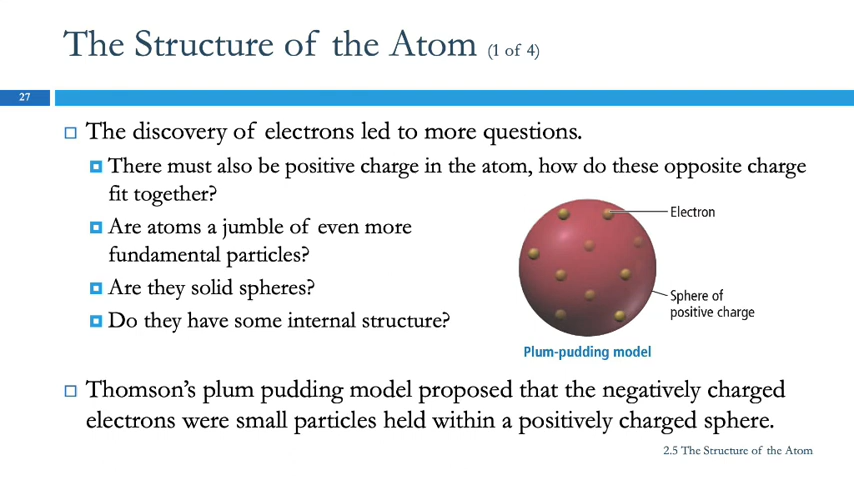 The Structure of the Atom (1 of 4)
27
The discovery of electrons led to more questions.
There must also be positive charge in the atom, how do these opposite charge
fit together?
Are atoms a jumble of even more
fundamental particles?
Are they solid spheres?
Do they have some internal structure?
Electron
Sphere of
positive charge
Plum-pudding model
Thomson's plum pudding model proposed that the negatively charged
electrons were small particles held within a positively charged sphere.
2.5 The Structure of the Atom